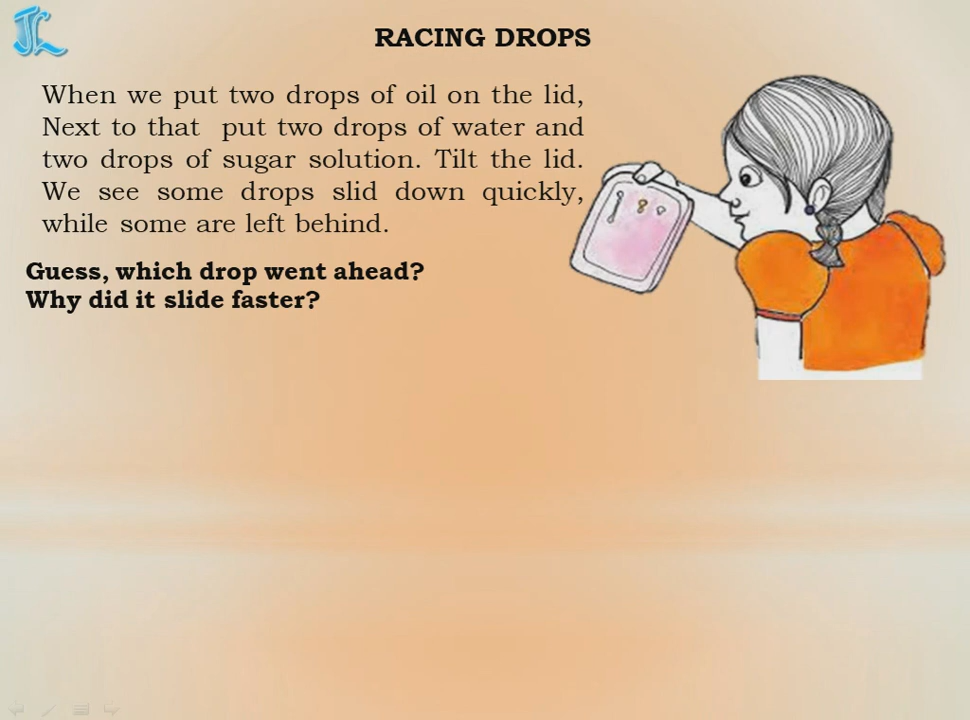 RACING DROPS
When we put two drops of oil on the lid,
Next to that put two drops of water and
two drops of sugar solution. Tilt the lid.
We see some drops slid down quickly,
while some are left behind.
Guess, which drop went ahead?
Why did it slide faster?